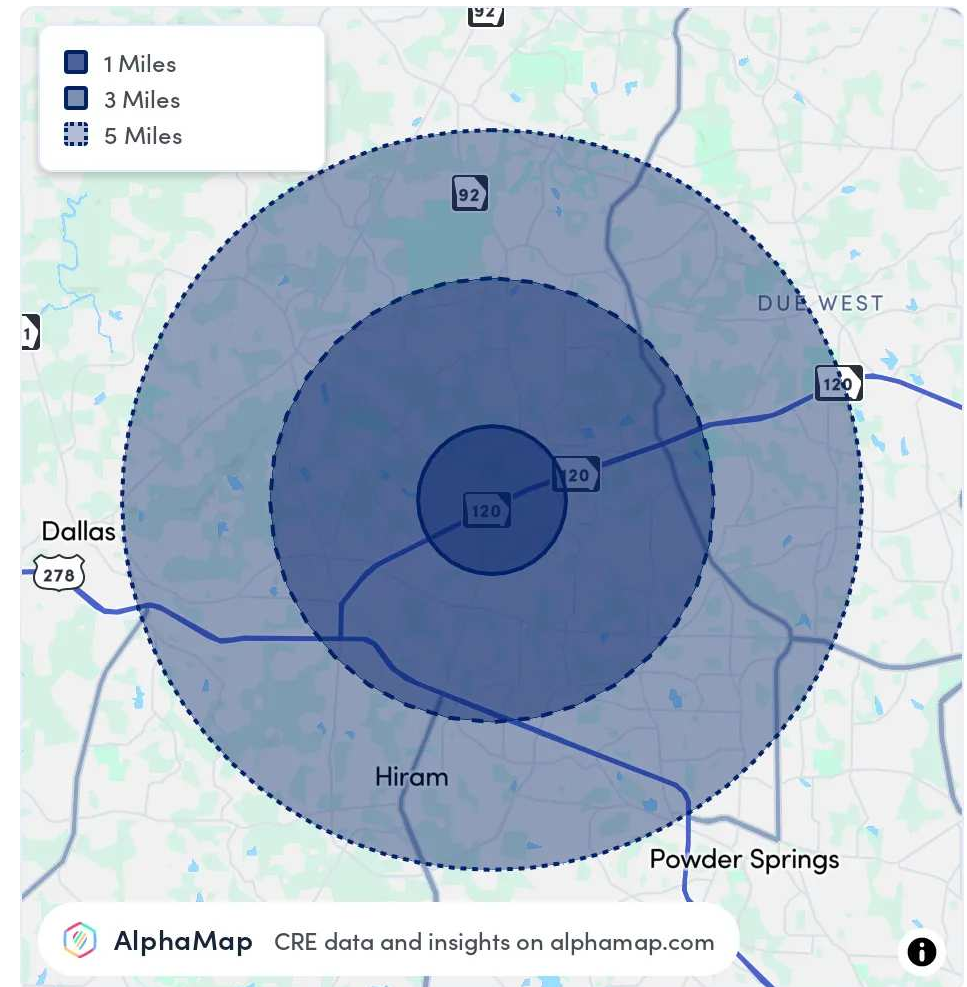 92
1 Miles
3 Miles
5 Miles
92
DUE WEST
1
120
120
120
Dallas
278
Hiram
Powder Springs
AlphaMap CRE data and insights on alphamap.com